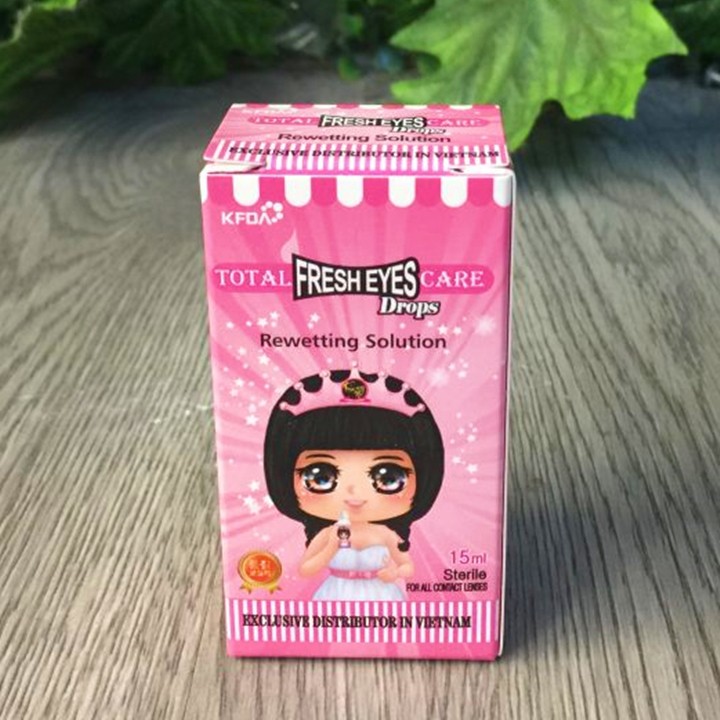 TOTAL FRESH EYES CARE
Drops
Rewetting Solution
EXCLUSIVE DISTRIBUTOR IN VIETNAM
KFDA
TOTAL FRESH EYES CARE
Drops
Rewetting Solution
15ml
Sterile
FOR ALL CONTACT LENSES
EXCLUSIVE DISTRIBUTOR IN VIETNAM